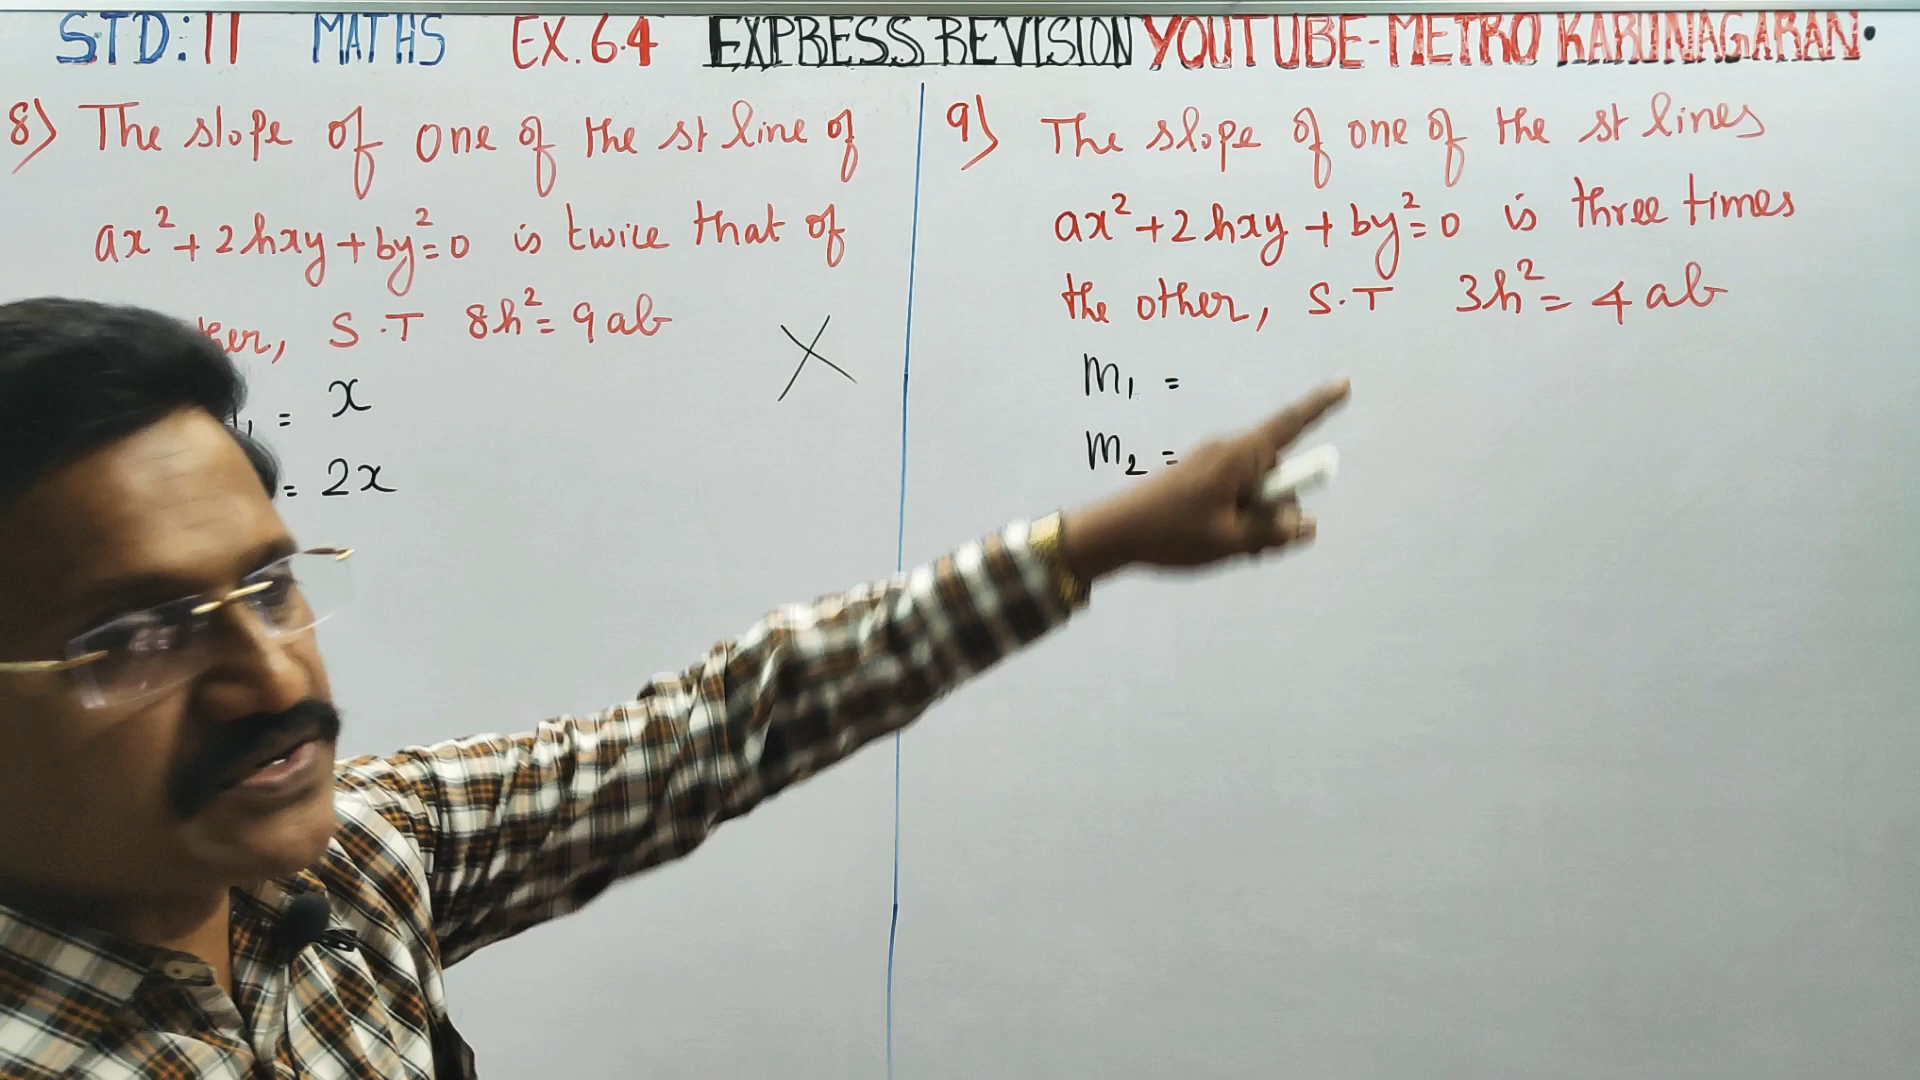 STD:11 MATHS EX.6.4 EXPRESS REVISION YOUTUBE-METRO KARUNAGARAN.
8) The slope of one of the st line of
ax²+2hxy+by²=0 is twice that of
S.T 8h²=9ab
= x
= 2x
9) The slope of one of the st lines
ax²+2hxy+by²=0 is three times
the other, S.T 3h²=4ab
m₁ =
m₂ =